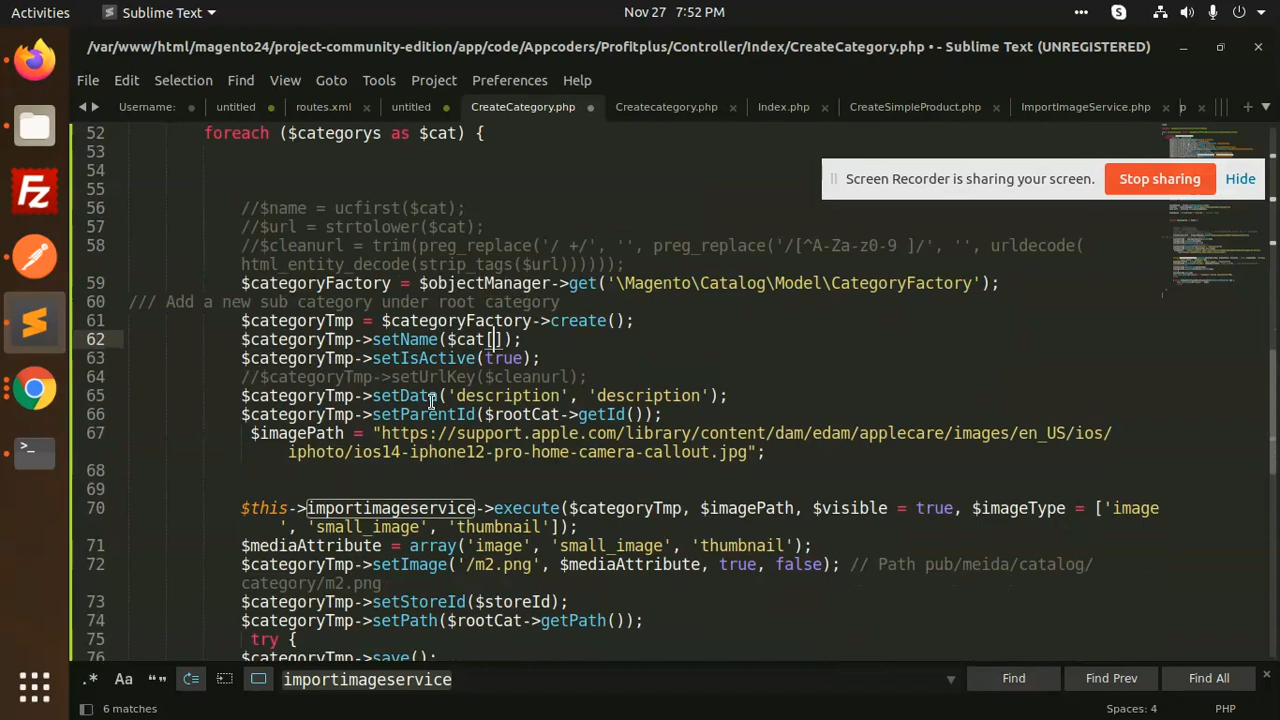 Activities
Sublime Text
Nov 27 7:52 PM
/var/www/html/magento24/project-community-edition/app/code/Appcoders/Profitplus/Controller/Index/CreateCategory.php • - Sublime Text (UNREGISTERED)
File Edit Selection Find View Goto Tools Project Preferences Help
Username: untitled routes.xml untitled CreateCategory.php Createcategory.php Index.php CreateSimpleProduct.php ImportImageService.php p
52 foreach ($categorys as $cat) {
53
54
55
Screen Recorder is sharing your screen. Stop sharing Hide
56 //$name = ucfirst($cat);
57 //$url = strtolower($cat);
58 //$cleanurl = trim(preg_replace('/ +/', '', preg_replace('/[^A-Za-z0-9 ]/', '', urldecode(
html_entity_decode(strip_tags($url))))));
59 $categoryFactory = $objectManager->get('\Magento\Catalog\Model\CategoryFactory');
60 /// Add a new sub category under root category
61 $categoryTmp = $categoryFactory->create();
62 $categoryTmp->setName($cat[]);
63 $categoryTmp->setIsActive(true);
64 //$categoryTmp->setUrlKey($cleanurl);
65 $categoryTmp->setData('description', 'description');
66 $categoryTmp->setParentId($rootCat->getId());
67 $imagePath = "https://support.apple.com/library/content/dam/edam/applecare/images/en_US/ios/
iphoto/ios14-iphone12-pro-home-camera-callout.jpg";
68
69
70 $this->importimageservice->execute($categoryTmp, $imagePath, $visible = true, $imageType = ['image
', 'small_image', 'thumbnail']);
71 $mediaAttribute = array('image', 'small_image', 'thumbnail');
72 $categoryTmp->setImage('/m2.png', $mediaAttribute, true, false); // Path pub/meida/catalog/
category/m2.png
73 $categoryTmp->setStoreId($storeId);
74 $categoryTmp->setPath($rootCat->getPath());
75 try {
76 $categoryTmp->save();
.* Aa “” importimageservice Find Find Prev Find All
6 matches Spaces: 4 PHP